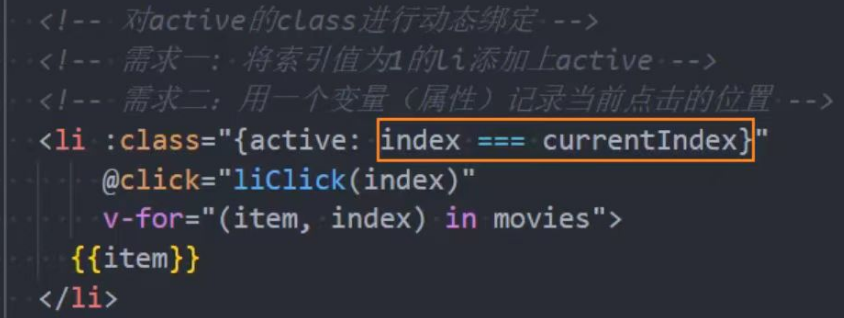 <!-- 对active的class进行动态绑定 -->
<!-- 需求一: 将索引值为1的li添加上active -->
<!-- 需求二: 用一个变量（属性）记录当前点击的位置 -->
<li :class="{active: index === currentIndex}"
@click="liClick(index)"
v-for="(item, index) in movies">
{{item}}
</li>